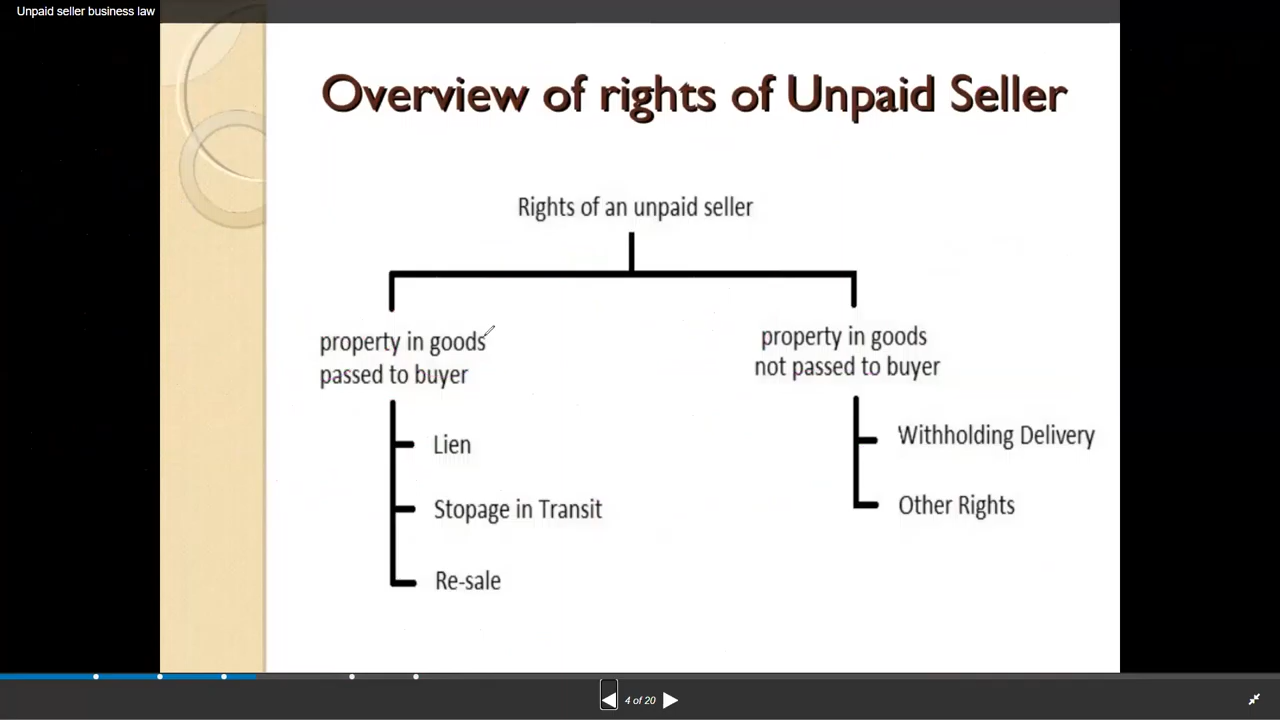 Unpaid seller business law
Overview of rights of Unpaid Seller
Rights of an unpaid seller
property in goods
passed to buyer
Lien
Stopage in Transit
Re-sale
property in goods
not passed to buyer
Withholding Delivery
Other Rights
4 of 20